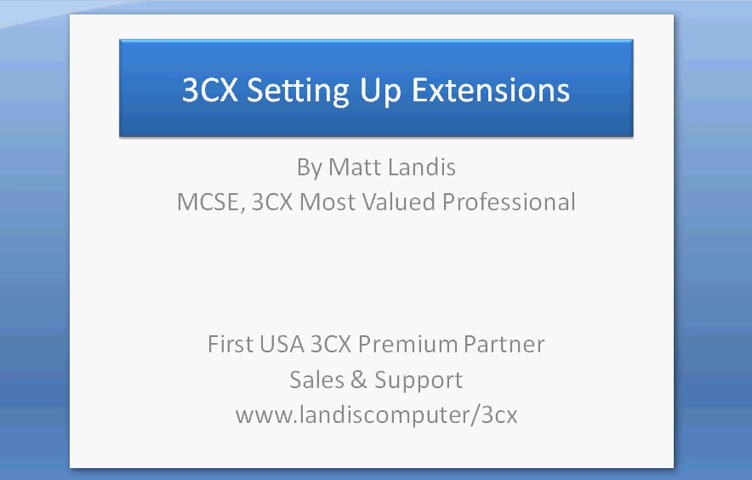 3CX Setting Up Extensions
By Matt Landis
MCSE, 3CX Most Valued Professional
First USA 3CX Premium Partner
Sales & Support
www.landiscomputer/3cx